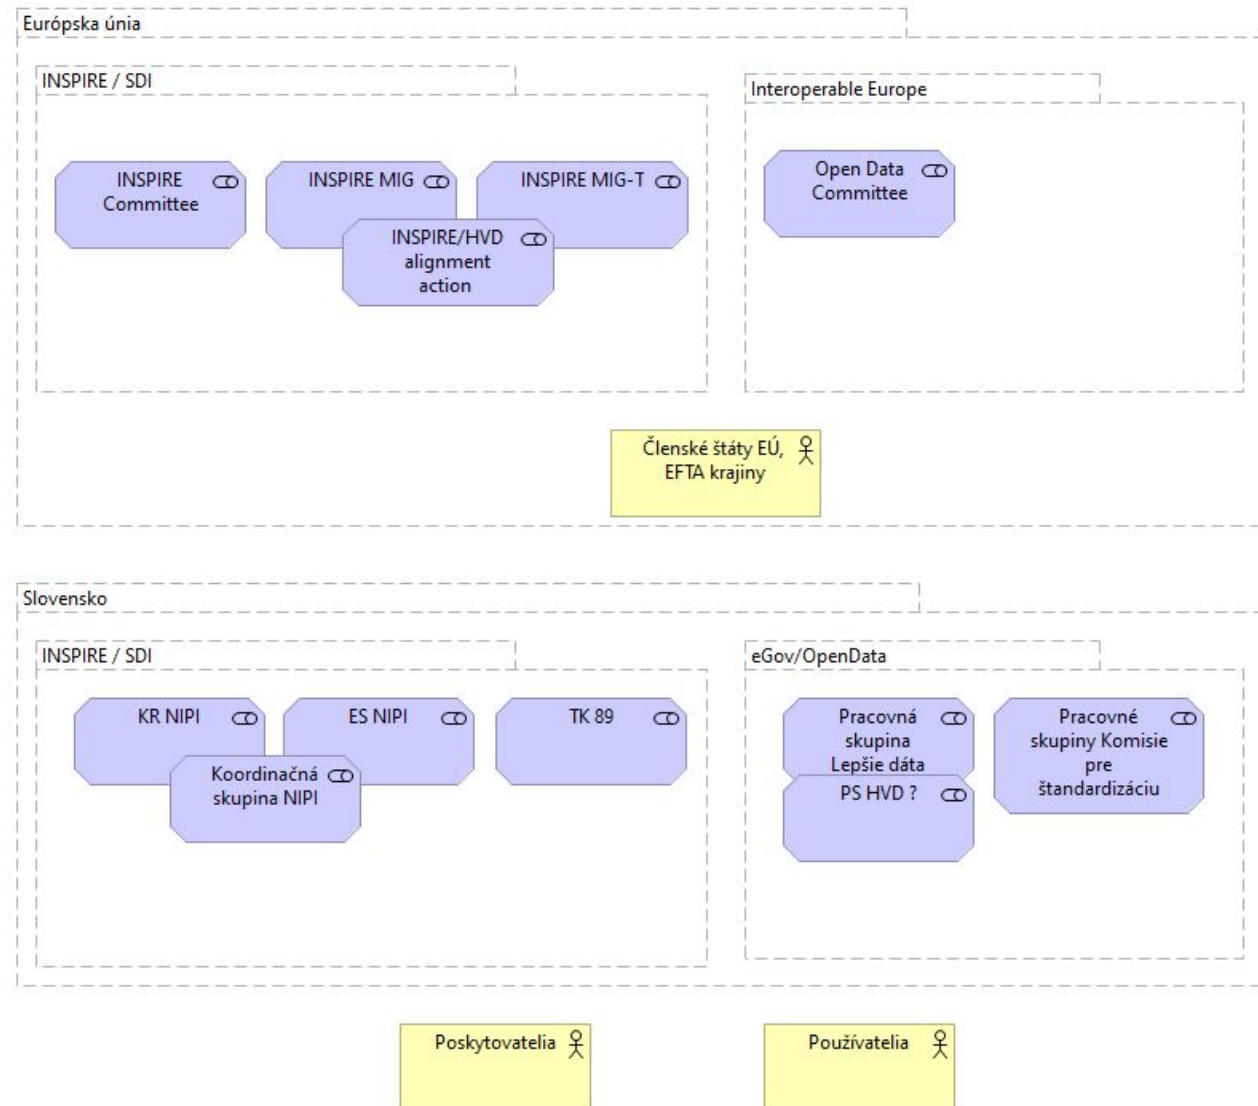 Európska únia
INSPIRE / SDI
INSPIRE
Committee
INSPIRE MIG
INSPIRE MIG-T
INSPIRE/HVD
alignment
action
Interoperable Europe
Open Data
Committee
Členské štáty EÚ,
EFTA krajiny
Slovensko
INSPIRE / SDI
KR NIPI
ES NIPI
TK 89
Koordinačná
skupina NIPI
eGov/OpenData
Pracovná
skupina
Lepšie dáta
PS HVD ?
Pracovné
skupiny Komisie
pre
štandardizáciu
Poskytovatelia
Používatelia